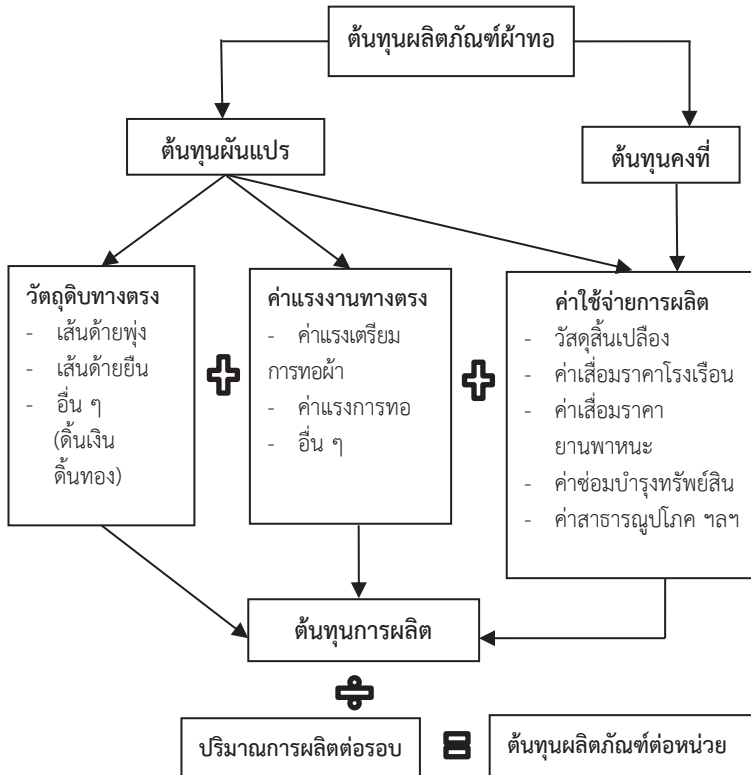 ต้นทุนผลิตภัณฑ์ผ้าทอ
ต้นทุนผันแปร
ต้นทุนคงที่
วัตถุดิบทางตรง
- เส้นด้ายพุ่ง
- เส้นด้ายยืน
- อื่น ๆ
(ดิ้นเงิน
ดิ้นทอง)
ค่าแรงงานทางตรง
- ค่าแรงเตรียม
การทอผ้า
- ค่าแรงการทอ
- อื่น ๆ
ค่าใช้จ่ายการผลิต
- วัสดุสิ้นเปลือง
- ค่าเสื่อมราคาโรงเรือน
- ค่าเสื่อมราคา
ยานพาหนะ
- ค่าซ่อมบำรุงทรัพย์สิน
- ค่าสาธารณูปโภค ฯลฯ
ต้นทุนการผลิต
ปริมาณการผลิตต่อรอบ
ต้นทุนผลิตภัณฑ์ต่อหน่วย